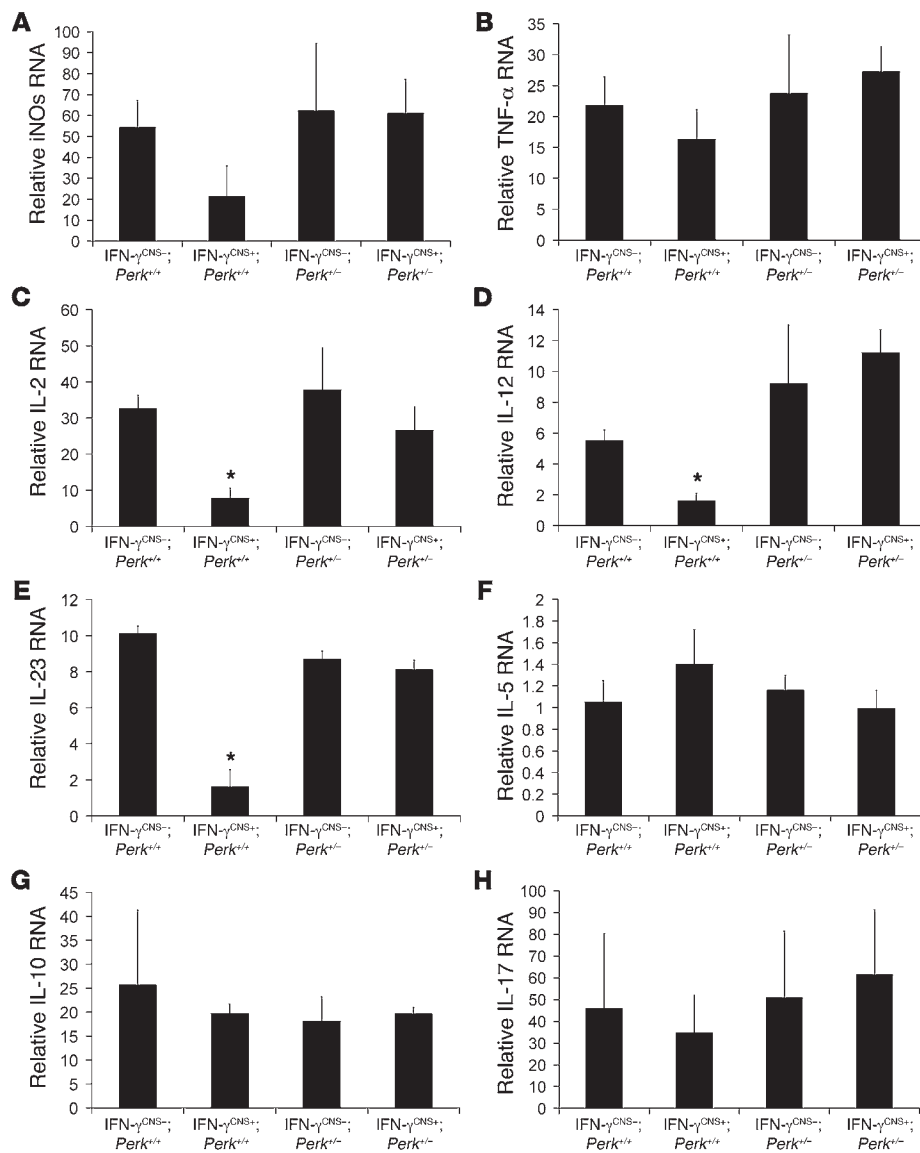 A
Relative iNOs RNA
100
90
80
70
60
50
40
30
20
10
0
IFN-γCNS−; IFN-γCNS+; IFN-γCNS−; IFN-γCNS+;
Perk+/+ Perk+/+ Perk+/− Perk+/−
B
Relative TNF-α RNA
35
30
25
20
15
10
5
0
IFN-γCNS−; IFN-γCNS+; IFN-γCNS−; IFN-γCNS+;
Perk+/+ Perk+/+ Perk+/− Perk+/−
C
Relative IL-2 RNA
60
50
40
30
20
10
0
*
IFN-γCNS−; IFN-γCNS+; IFN-γCNS−; IFN-γCNS+;
Perk+/+ Perk+/+ Perk+/− Perk+/−
D
Relative IL-12 RNA
14
12
10
8
6
4
2
0
*
IFN-γCNS−; IFN-γCNS+; IFN-γCNS−; IFN-γCNS+;
Perk+/+ Perk+/+ Perk+/− Perk+/−
E
Relative IL-23 RNA
12
10
8
6
4
2
0
*
IFN-γCNS−; IFN-γCNS+; IFN-γCNS−; IFN-γCNS+;
Perk+/+ Perk+/+ Perk+/− Perk+/−
F
Relative IL-5 RNA
2
1.8
1.6
1.4
1.2
1
0.8
0.6
0.4
0.2
0
IFN-γCNS−; IFN-γCNS+; IFN-γCNS−; IFN-γCNS+;
Perk+/+ Perk+/+ Perk+/− Perk+/−
G
Relative IL-10 RNA
45
40
35
30
25
20
15
10
5
0
IFN-γCNS−; IFN-γCNS+; IFN-γCNS−; IFN-γCNS+;
Perk+/+ Perk+/+ Perk+/− Perk+/−
H
Relative IL-17 RNA
100
90
80
70
60
50
40
30
20
10
0
IFN-γCNS−; IFN-γCNS+; IFN-γCNS−; IFN-γCNS+;
Perk+/+ Perk+/+ Perk+/− Perk+/−